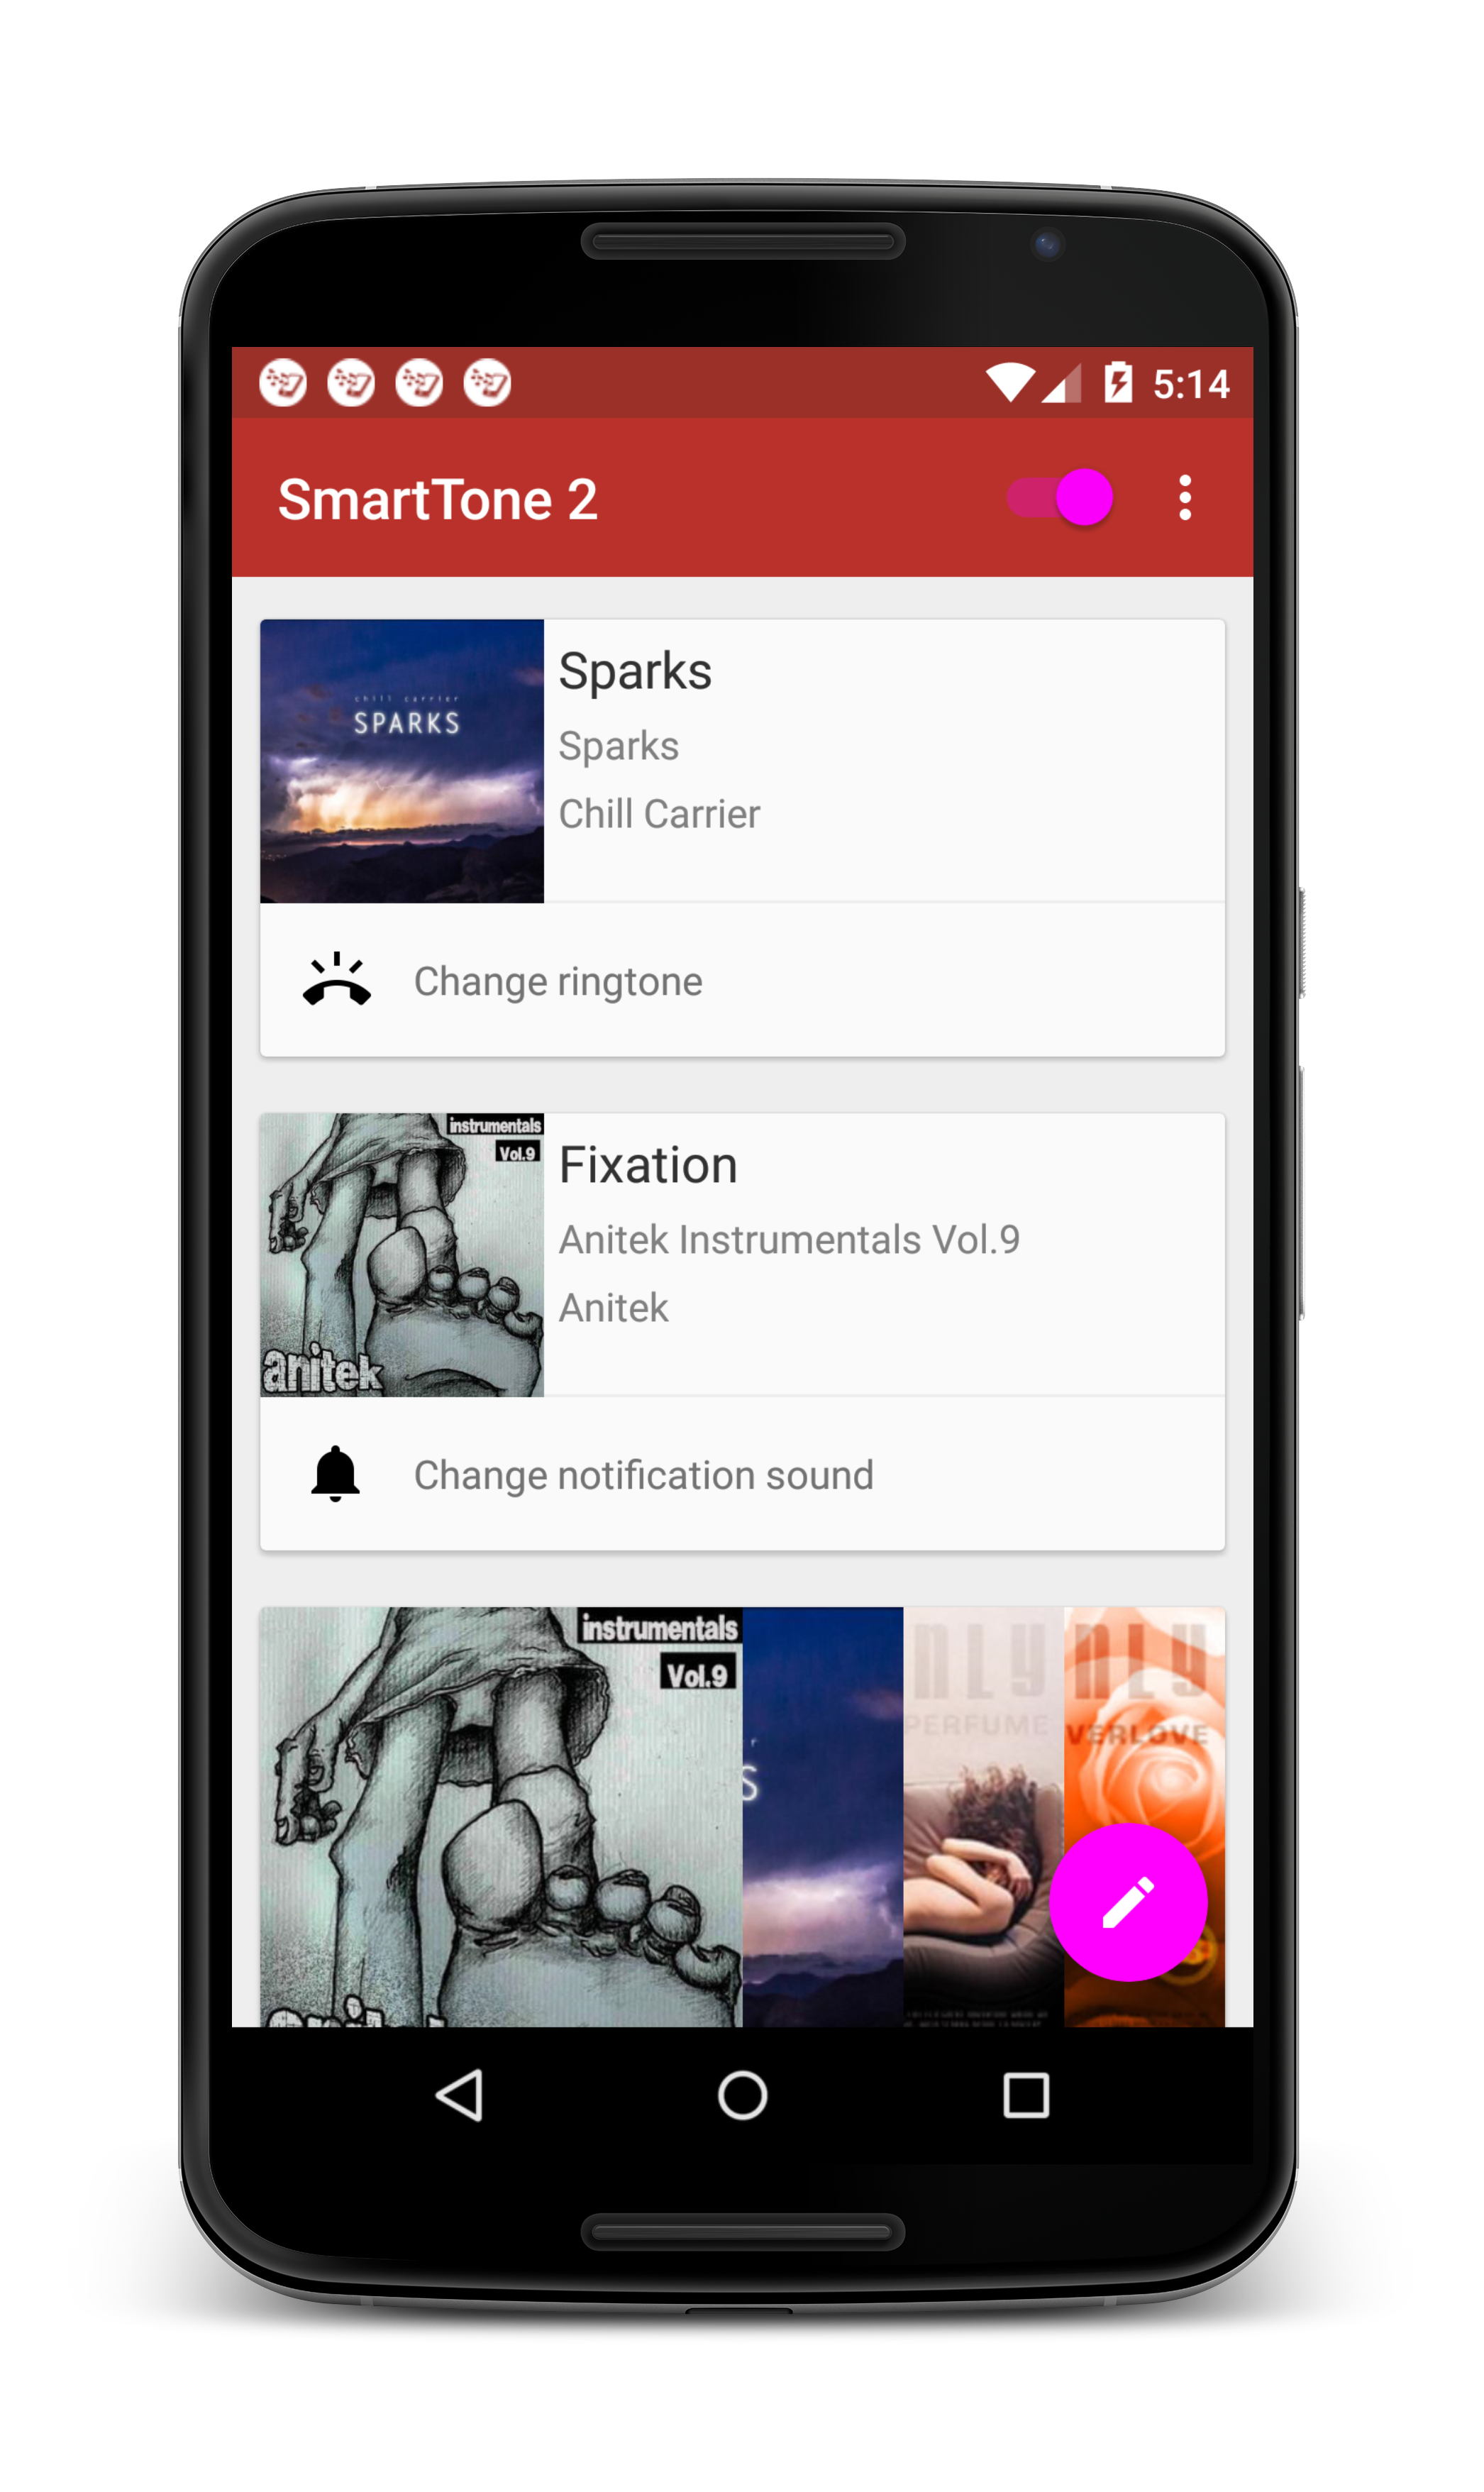 5:14
SmartTone 2
chill carrier
SPARKS
Sparks
Sparks
Chill Carrier
Change ringtone
instrumentals
Vol.9
anitek
Fixation
Anitek Instrumentals Vol.9
Anitek
Change notification sound
instrumentals
Vol.9
S
NLY
PERFUME
NLY
VERLOVE